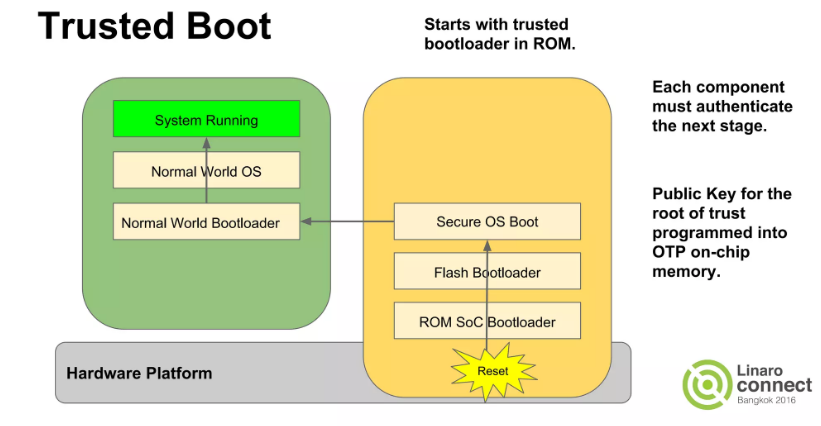 Trusted Boot
Starts with trusted
bootloader in ROM.
Each component
must authenticate
the next stage.
Public Key for the
root of trust
programmed into
OTP on-chip
memory.
System Running
Normal World OS
Normal World Bootloader
Secure OS Boot
Flash Bootloader
ROM SoC Bootloader
Reset
Hardware Platform
Linaro
connect
Bangkok 2016